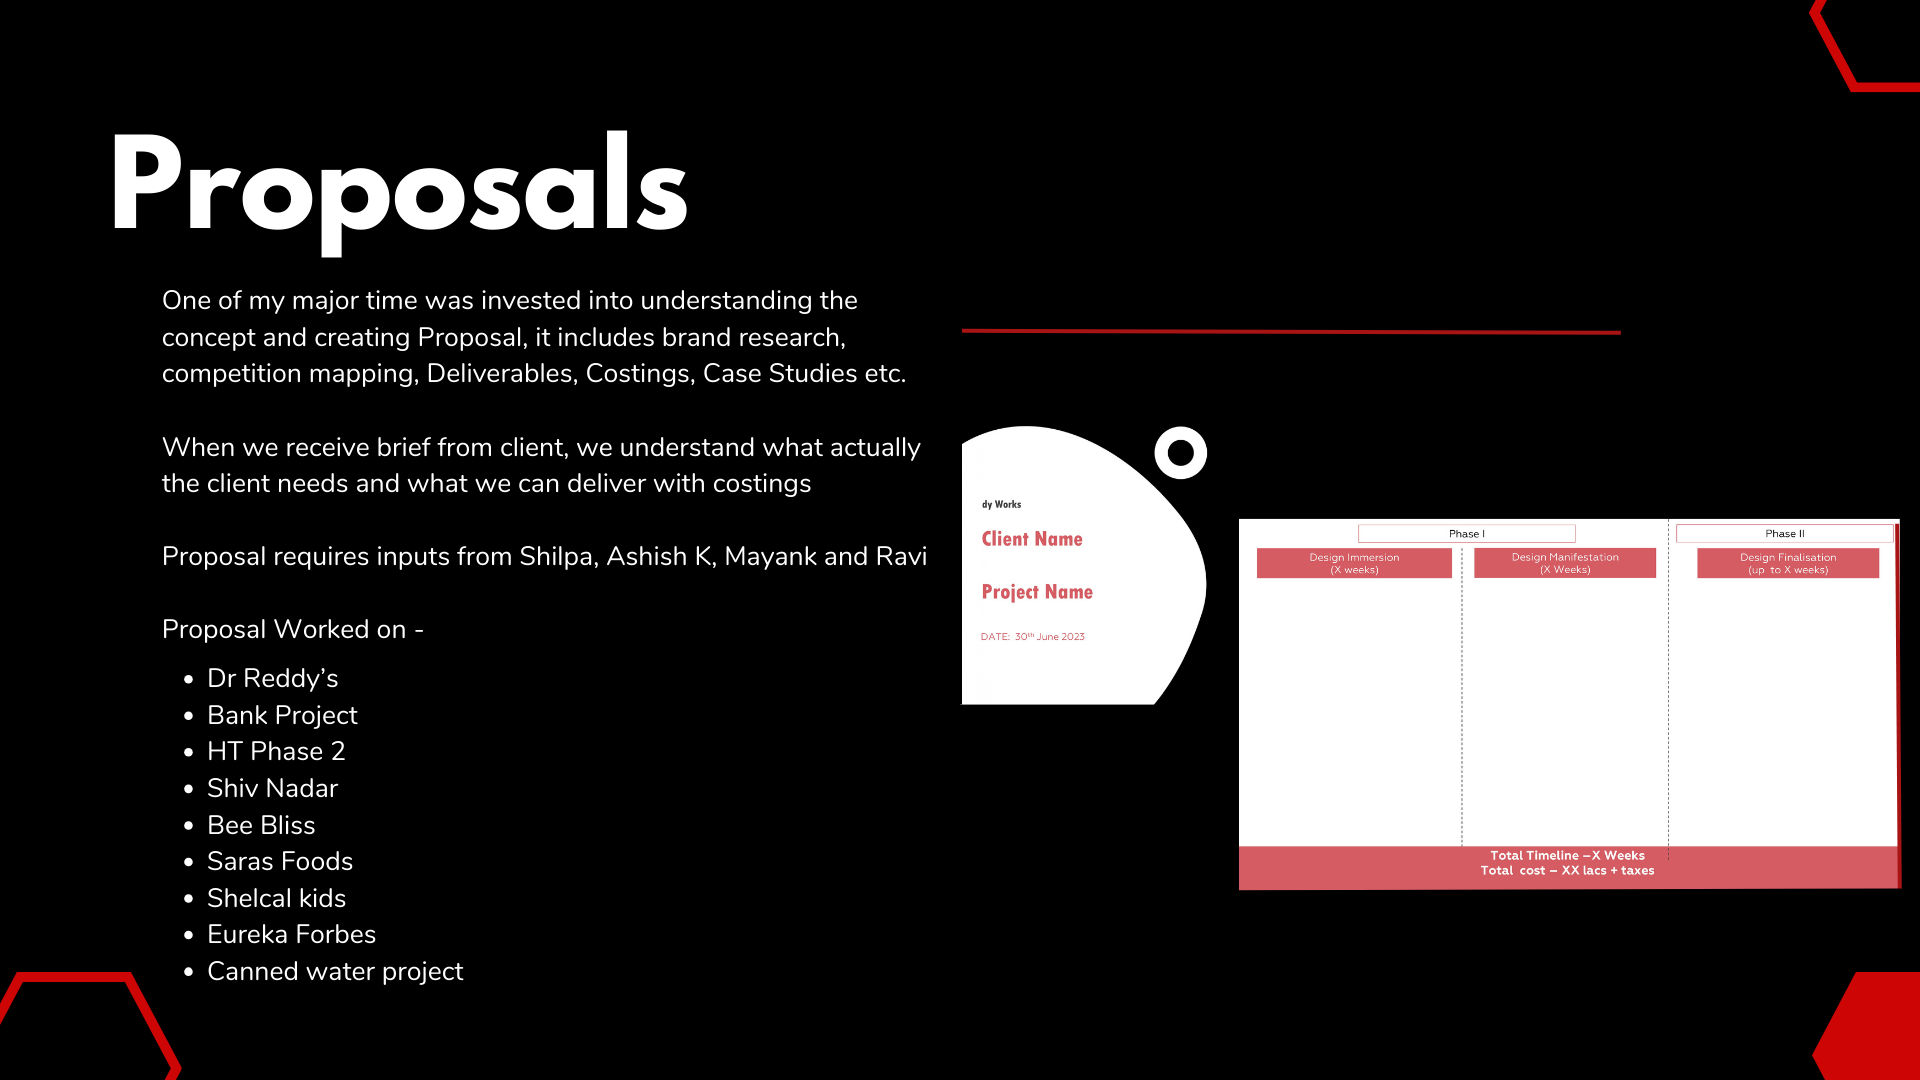 Proposals
One of my major time was invested into understanding the
concept and creating Proposal, it includes brand research,
competition mapping, Deliverables, Costings, Case Studies etc.
When we receive brief from client, we understand what actually
the client needs and what we can deliver with costings
Proposal requires inputs from Shilpa, Ashish K, Mayank and Ravi
Proposal Worked on -
• Dr Reddy’s
• Bank Project
• HT Phase 2
• Shiv Nadar
• Bee Bliss
• Saras Foods
• Shelcal kids
• Eureka Forbes
• Canned water project
dy Works
Client Name
Project Name
DATE: 30th June 2023
Phase I
Phase II
Design Immersion
(X weeks)
Design Manifestation
(X Weeks)
Design Finalisation
(up to X weeks)
Total Timeline –X Weeks
Total cost – XX lacs + taxes